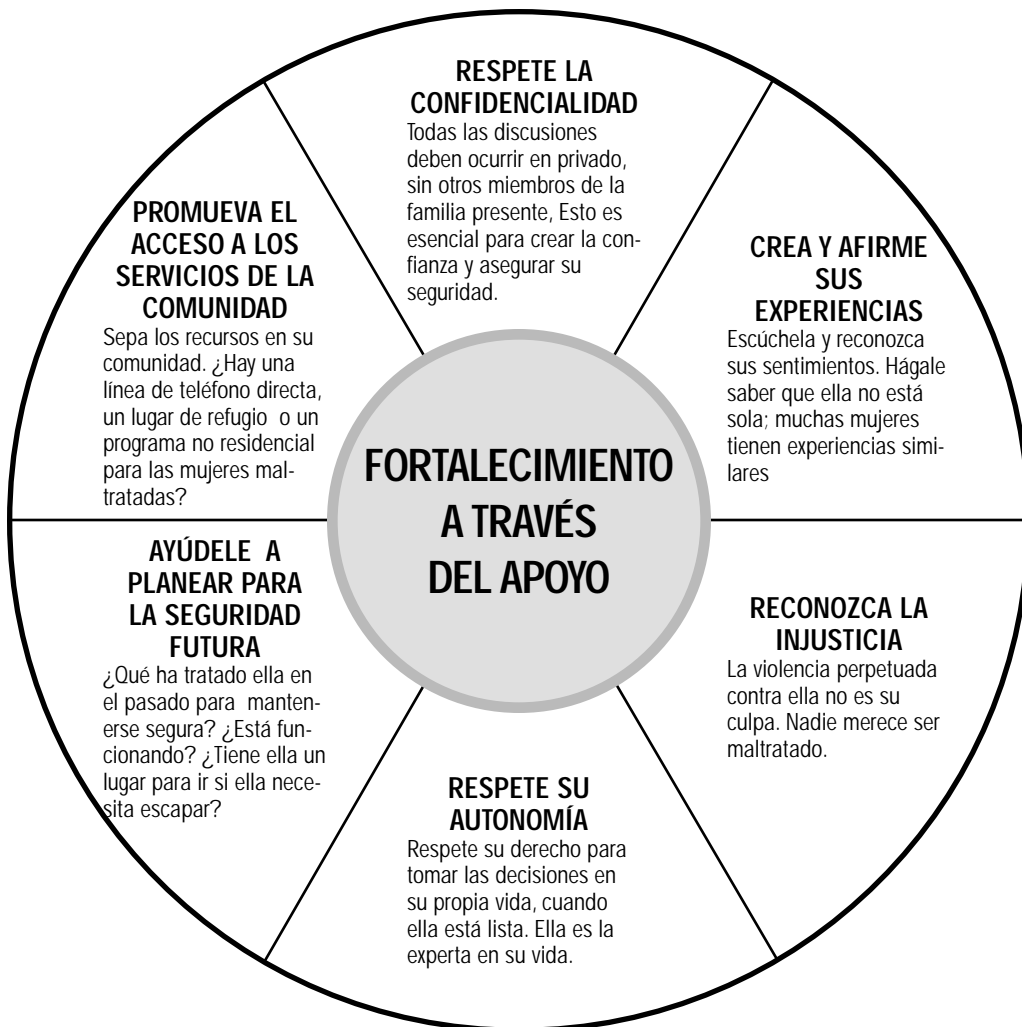 RESPETE LA
CONFIDENCIALIDAD
Todas las discusiones
deben ocurrir en privado,
sin otros miembros de la
familia presente, Esto es
esencial para crear la con-
fianza y asegurar su
seguridad.
CREA Y AFIRME
SUS
EXPERIENCIAS
Escúchela y reconozca
sus sentimientos. Hágale
saber que ella no está
sola; muchas mujeres
tienen experiencias simi-
lares
RECONOZCA LA
INJUSTICIA
La violencia perpetuada
contra ella no es su
culpa. Nadie merece ser
maltratado.
RESPETE SU
AUTONOMÍA
Respete su derecho para
tomar las decisiones en
su propia vida, cuando
ella está lista. Ella es la
experta en su vida.
AYÚDELE A
PLANEAR PARA
LA SEGURIDAD
FUTURA
¿Qué ha tratado ella en
el pasado para manten-
erse segura? ¿Está fun-
cionando? ¿Tiene ella un
lugar para ir si ella nece-
sita escapar?
PROMUEVA EL
ACCESO A LOS
SERVICIOS DE LA
COMUNIDAD
Sepa los recursos en su
comunidad. ¿Hay una
línea de teléfono directa,
un lugar de refugio o un
programa no residencial
para las mujeres mal-
tratadas?
FORTALECIMIENTO
A TRAVÉS
DEL APOYO